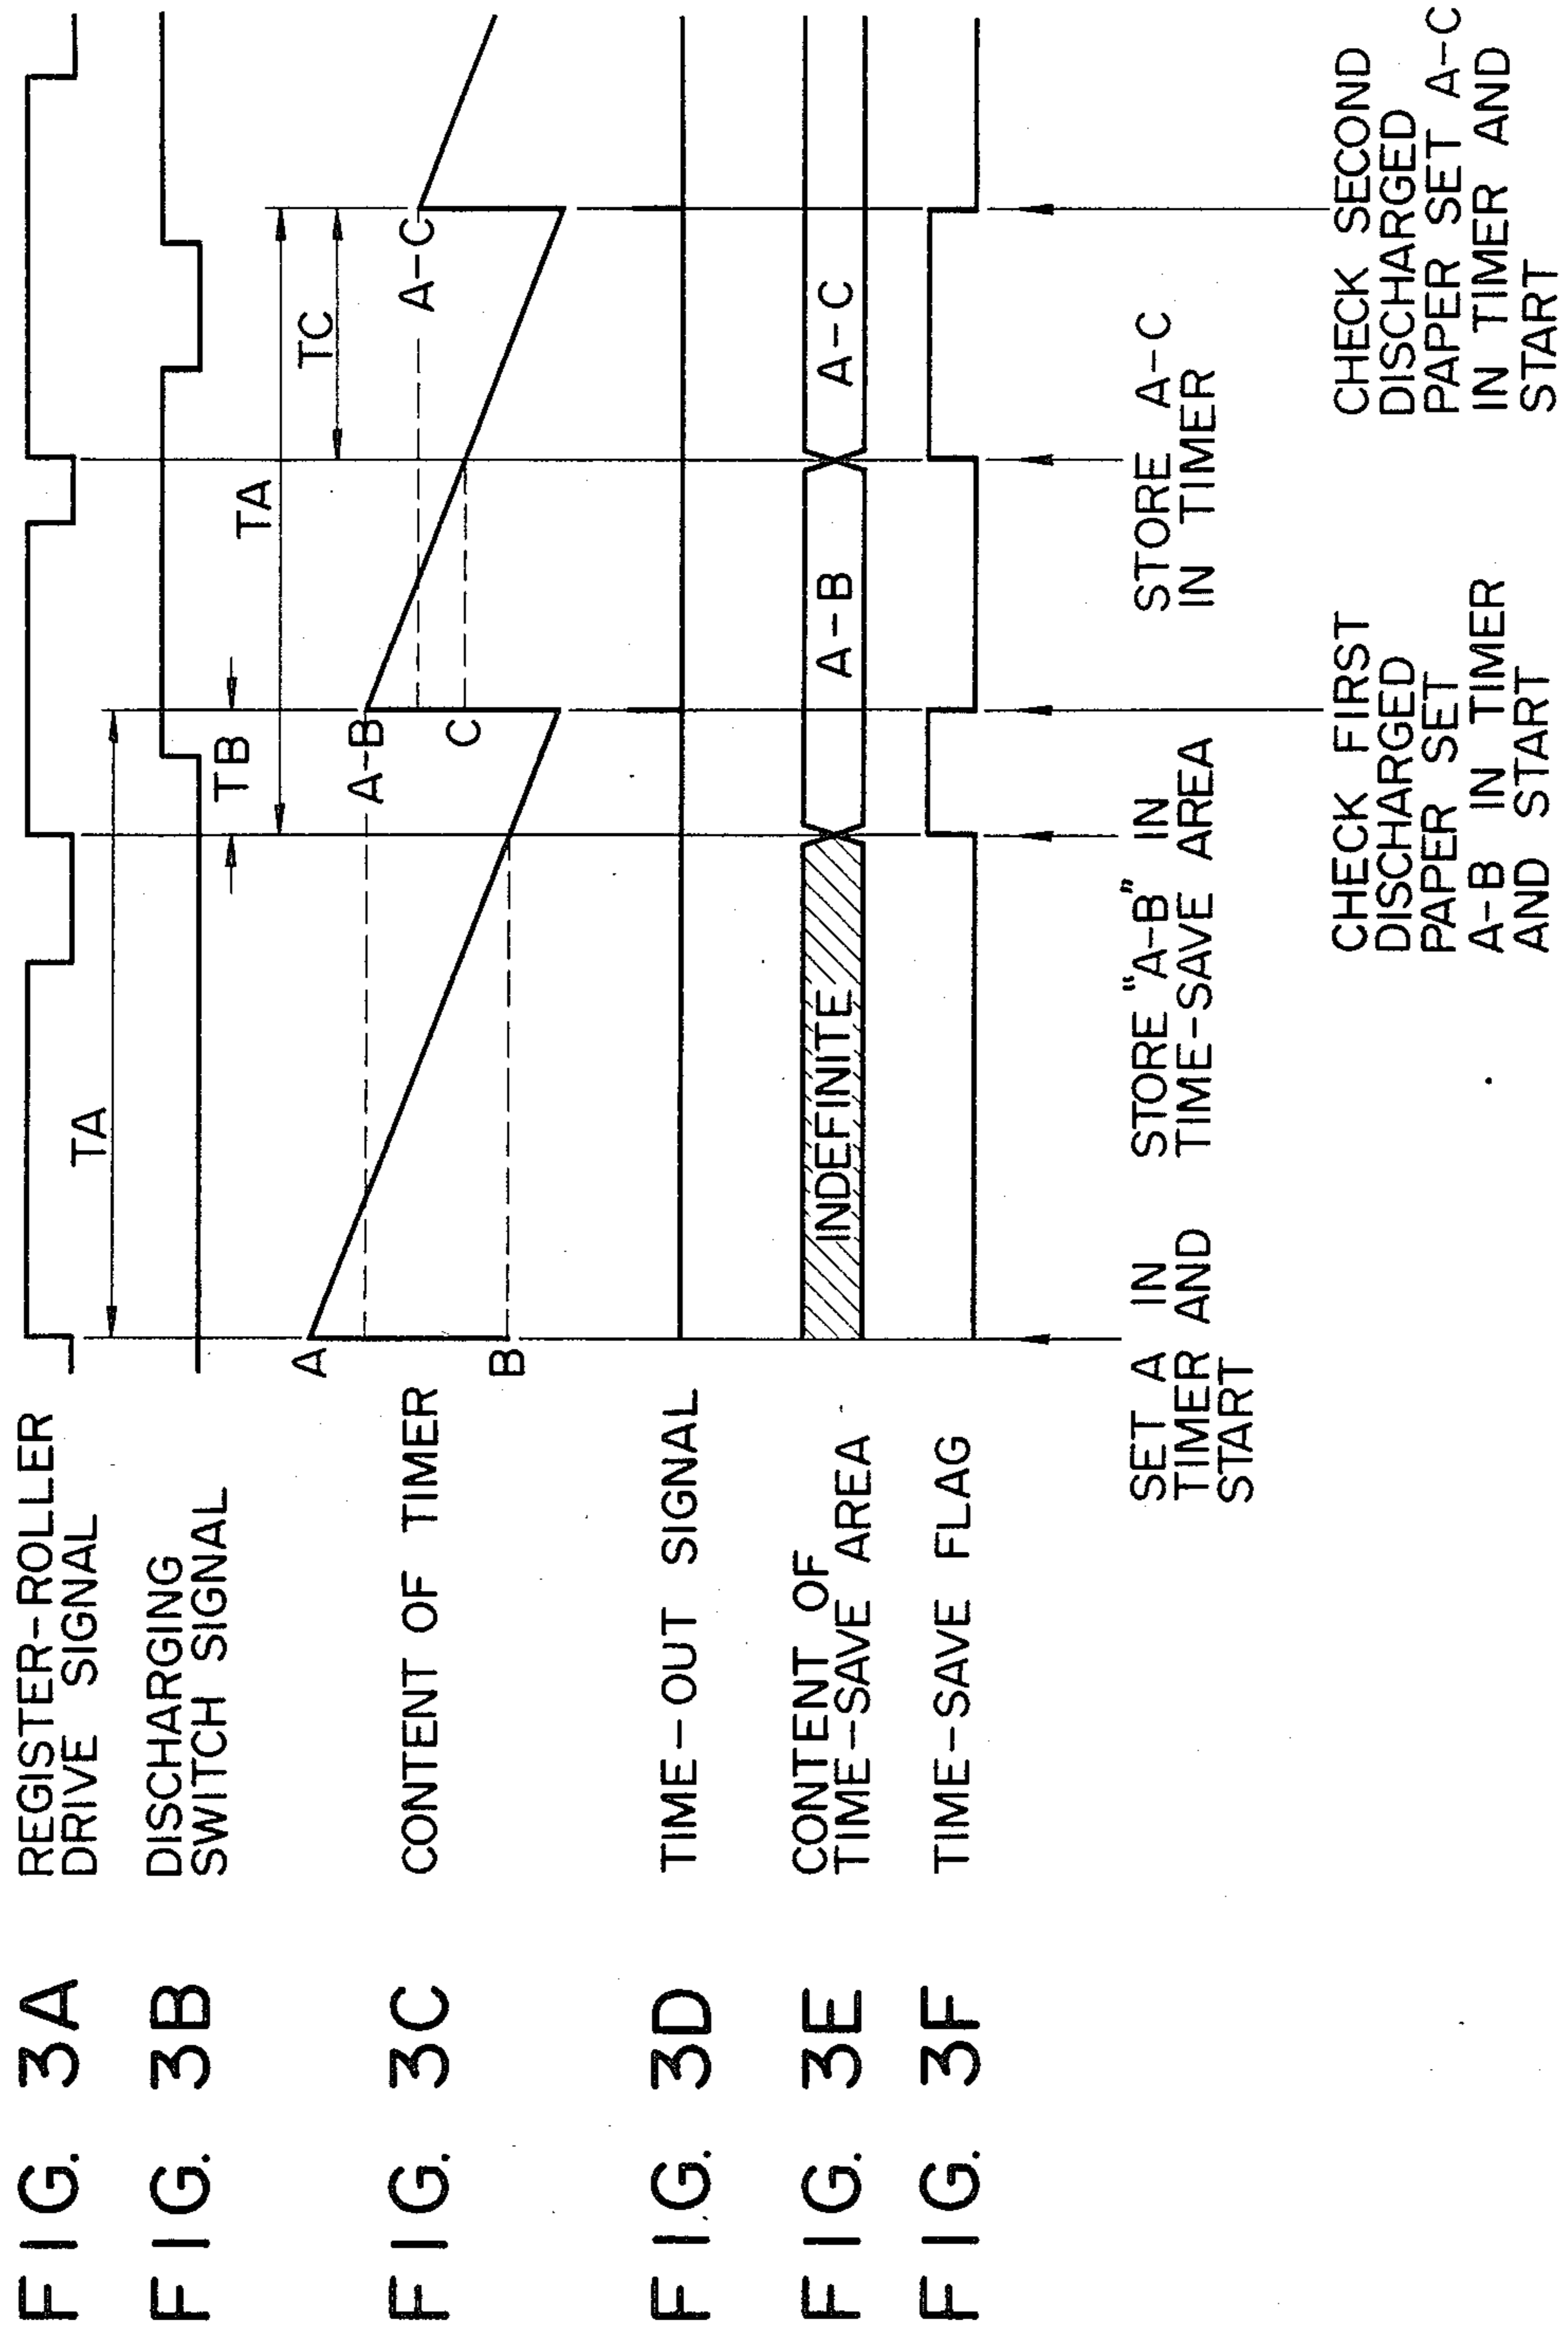 FIG. 3A
REGISTER-ROLLER
DRIVE SIGNAL
TA
FIG. 3B
DISCHARGING
SWITCH SIGNAL
TB
TA
TC
FIG. 3C
CONTENT OF TIMER
A
B
A-B
C
A-C
FIG. 3D
TIME-OUT SIGNAL
FIG. 3E
CONTENT OF
TIME-SAVE AREA
INDEFINITE
A-B
A-C
FIG. 3F
TIME-SAVE FLAG
SET A IN
TIMER AND
START
STORE "A-B" IN
TIME-SAVE AREA
STORE A-C
IN TIMER
CHECK FIRST
DISCHARGED
PAPER SET
A-B IN TIMER
AND START
CHECK SECOND
DISCHARGED
PAPER SET A-C
IN TIMER AND
START